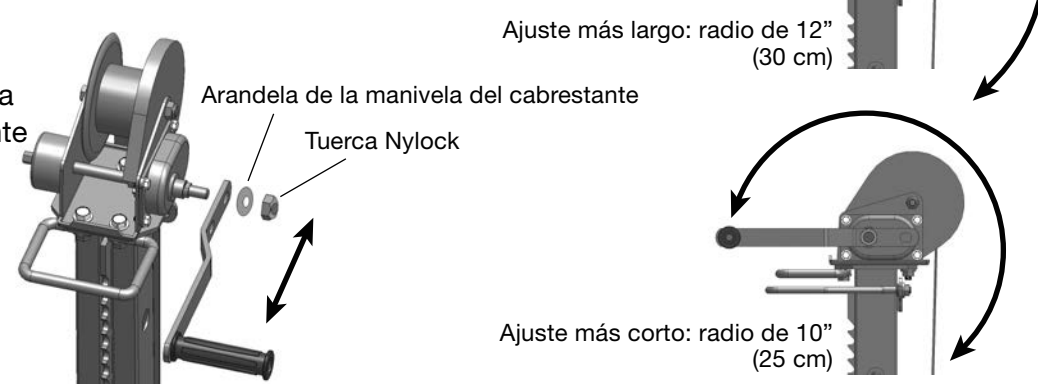 Ajuste más largo: radio de 12”
(30 cm)
Arandela de la manivela del cabrestante
Tuerca Nylock
Ajuste más corto: radio de 10”
(25 cm)